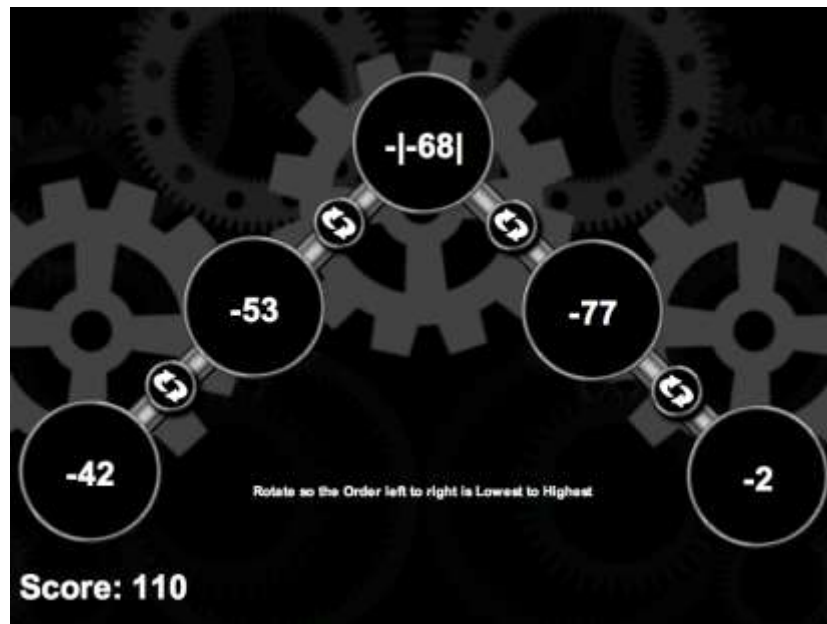 -|-68|
-53
-77
-42
-2
Rotate so the Order left to right is Lowest to Highest
Score: 110